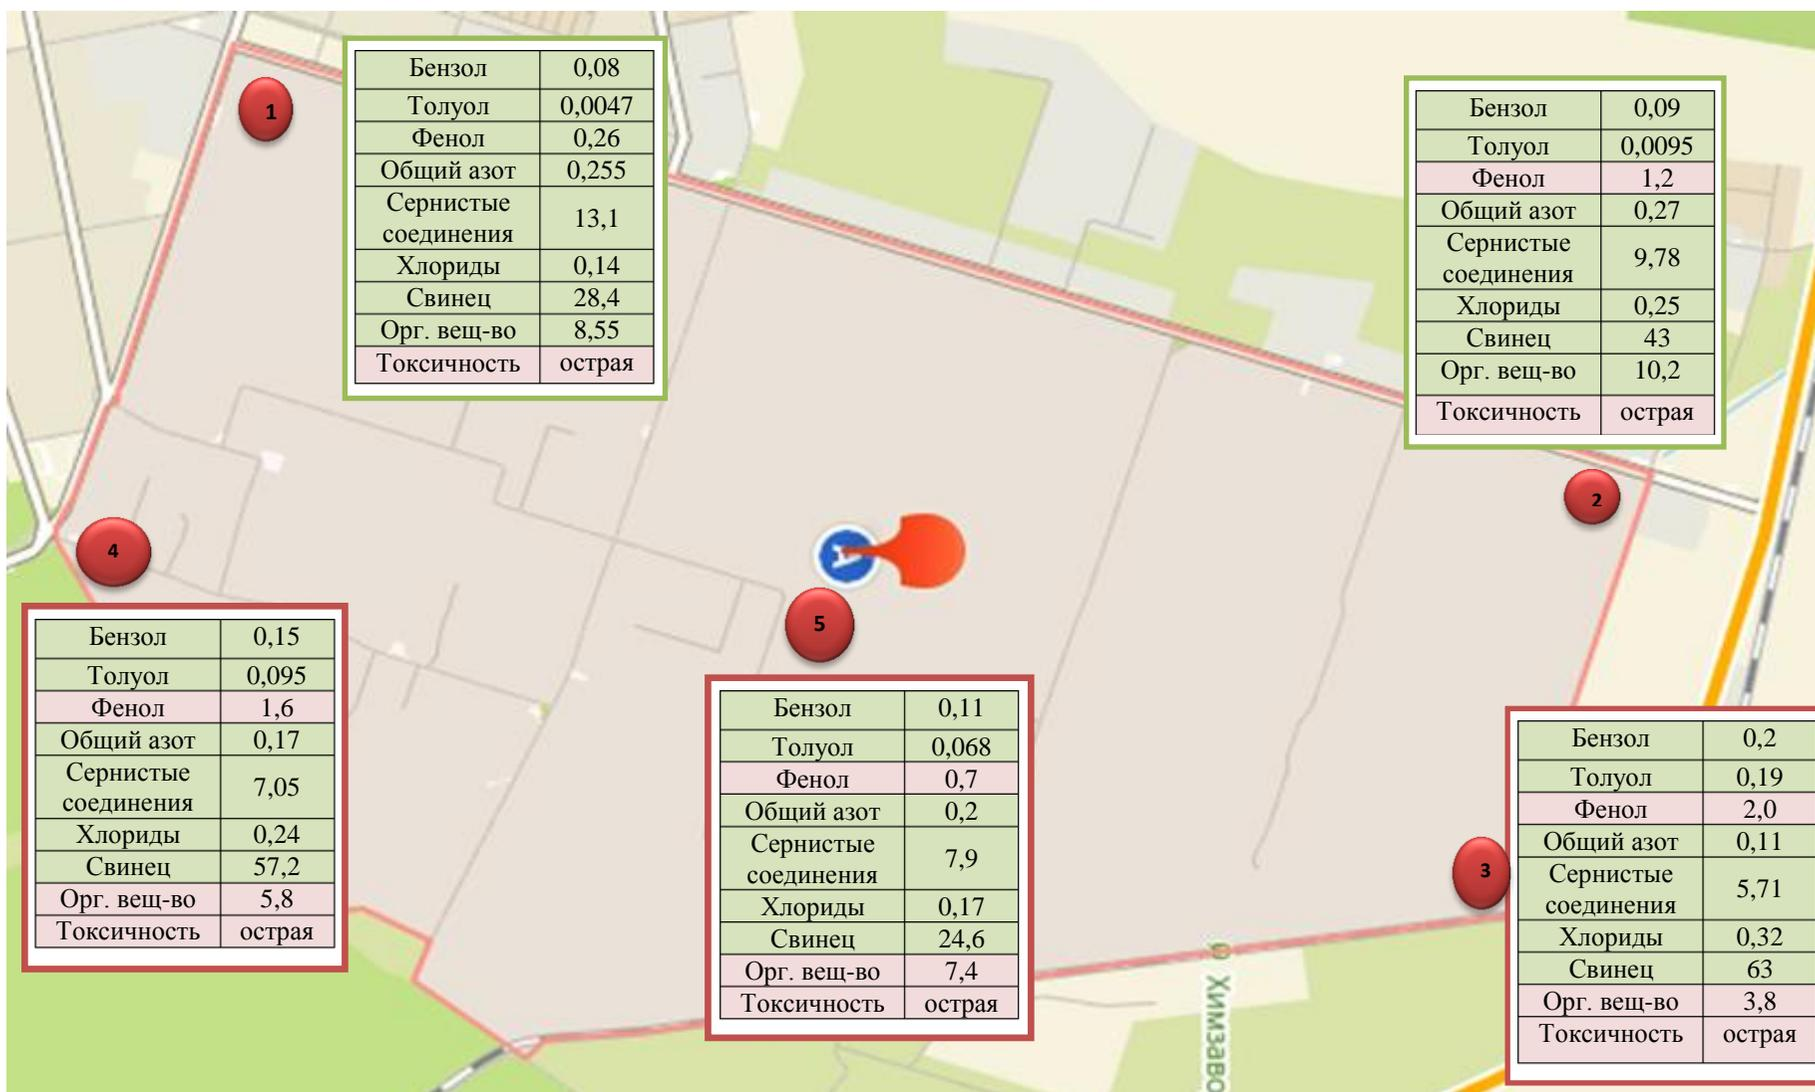 1
Бензол 0,08
Толуол 0,0047
Фенол 0,26
Общий азот 0,255
Сернистые
соединения 13,1
Хлориды 0,14
Свинец 28,4
Орг. вещ-во 8,55
Токсичность острая
Бензол 0,09
Толуол 0,0095
Фенол 1,2
Общий азот 0,27
Сернистые
соединения 9,78
Хлориды 0,25
Свинец 43
Орг. вещ-во 10,2
Токсичность острая
2
4
Бензол 0,15
Толуол 0,095
Фенол 1,6
Общий азот 0,17
Сернистые
соединения 7,05
Хлориды 0,24
Свинец 57,2
Орг. вещ-во 5,8
Токсичность острая
5
Бензол 0,11
Толуол 0,068
Фенол 0,7
Общий азот 0,2
Сернистые
соединения 7,9
Хлориды 0,17
Свинец 24,6
Орг. вещ-во 7,4
Токсичность острая
3
Бензол 0,2
Толуол 0,19
Фенол 2,0
Общий азот 0,11
Сернистые
соединения 5,71
Хлориды 0,32
Свинец 63
Орг. вещ-во 3,8
Токсичность острая
Химзаво